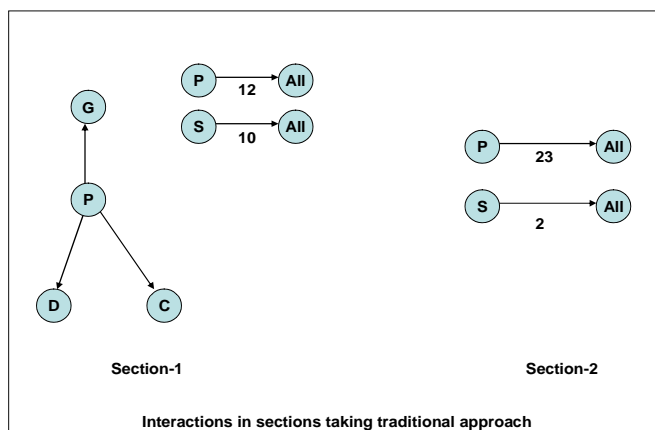 P All
12
G
S All
10
P All
23
P
S All
2
D C
Section-1 Section-2
Interactions in sections taking traditional approach